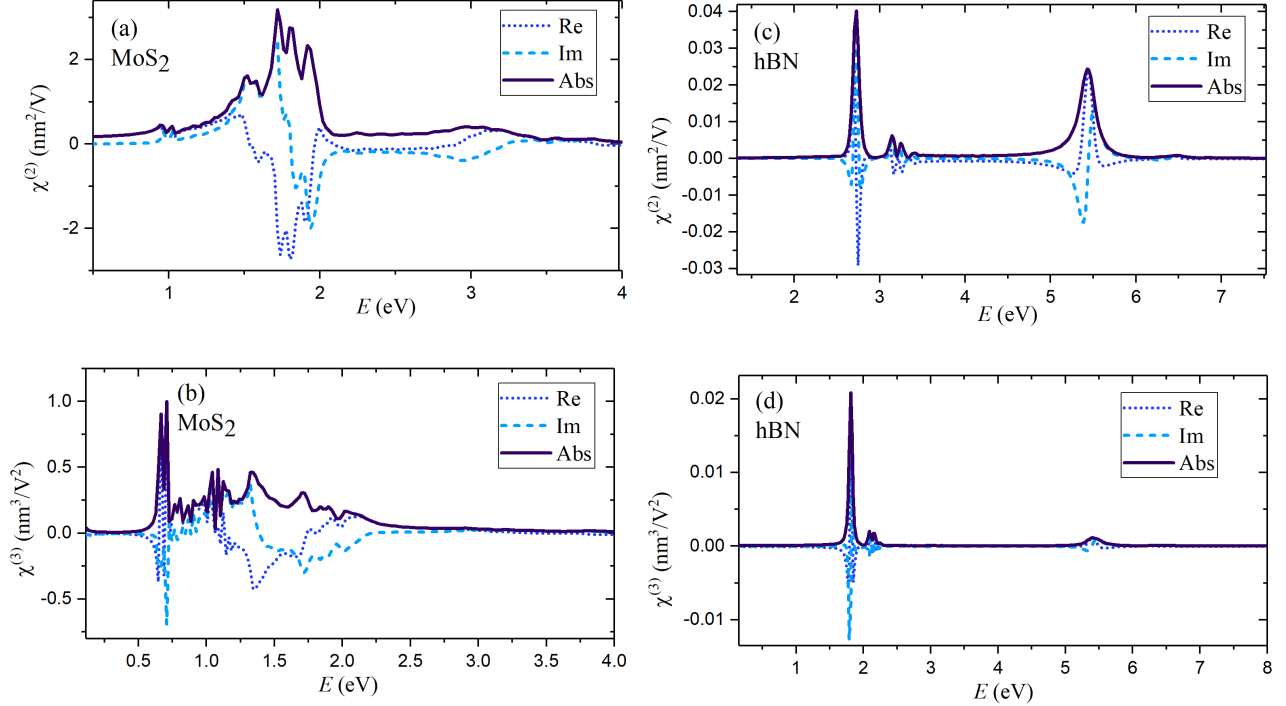 (a)
MoS2
Re
Im
Abs
2
0
-2
χ(2) (nm2/V)
1
2
3
4
E (eV)
(c)
hBN
Re
Im
Abs
0.04
0.03
0.02
0.01
0.00
-0.01
-0.02
-0.03
χ(2) (nm2/V)
2
3
4
5
6
7
E (eV)
(b)
MoS2
Re
Im
Abs
1.0
0.5
0.0
-0.5
χ(3) (nm3/V2)
0.5
1.0
1.5
2.0
2.5
3.0
3.5
4.0
E (eV)
(d)
hBN
Re
Im
Abs
0.02
0.01
0.00
-0.01
χ(3) (nm3/V2)
1
2
3
4
5
6
7
8
E (eV)